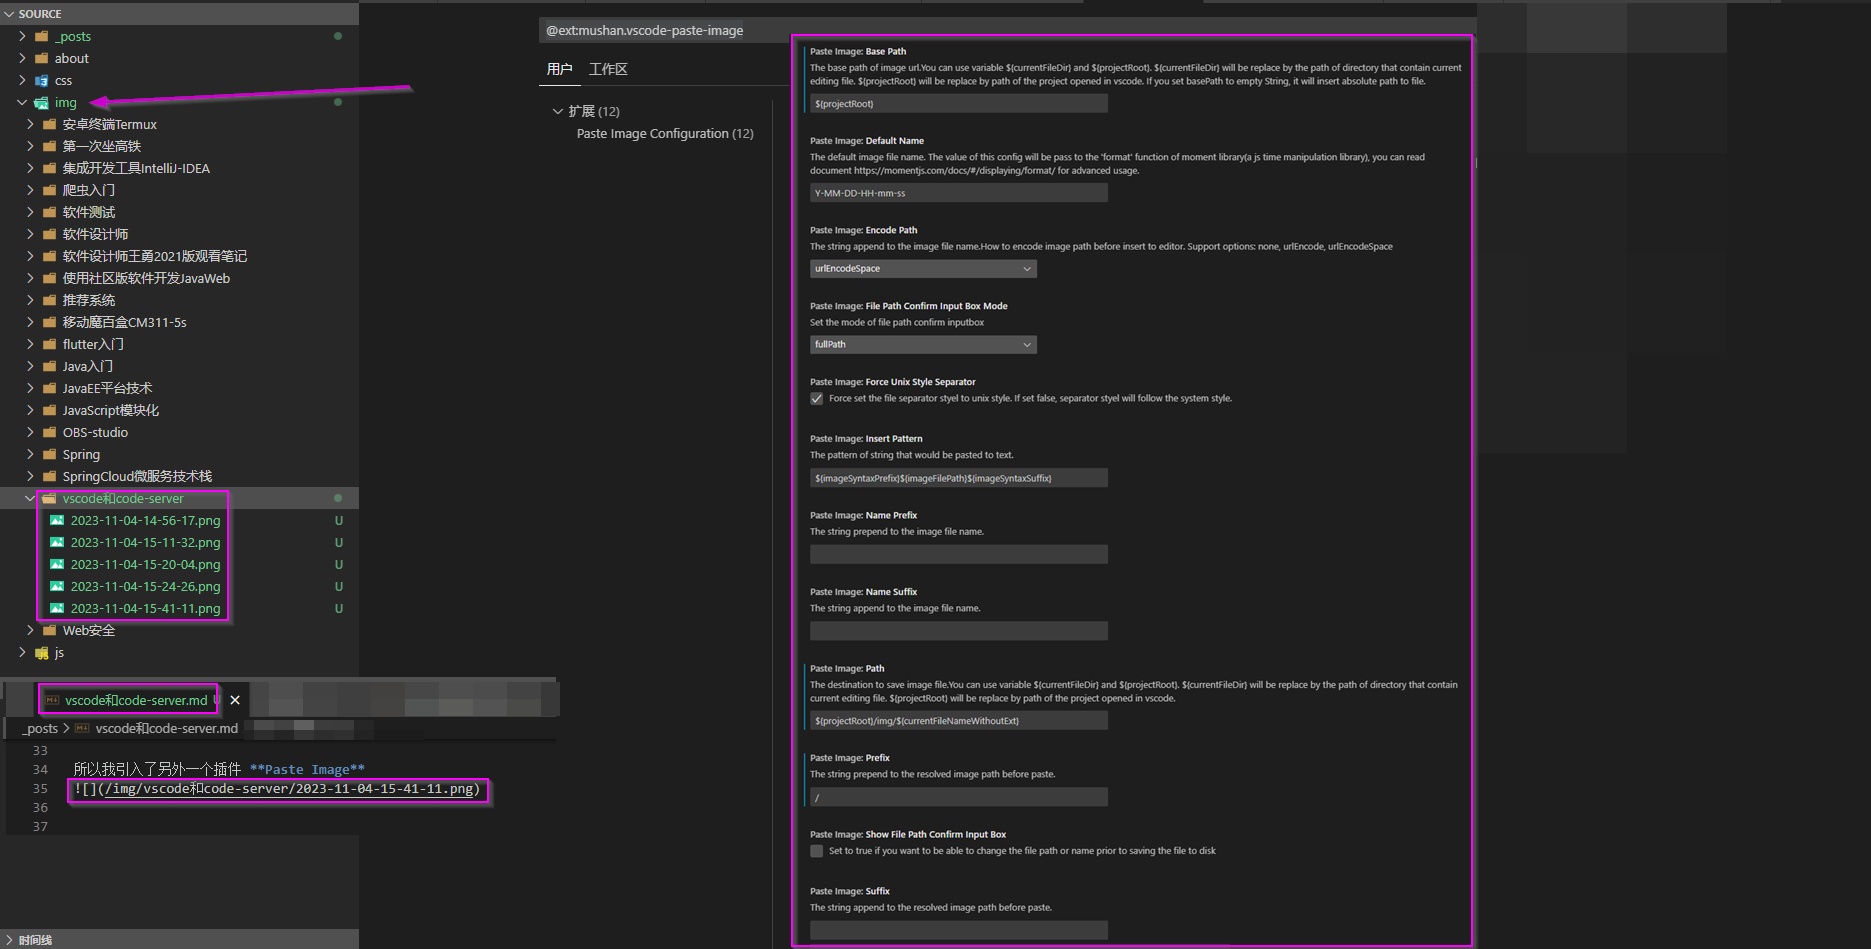 SOURCE
_posts
about
css
img
安卓终端Termux
第一次坐高铁
集成开发工具IntelliJ-IDEA
爬虫入门
软件测试
软件设计师
软件设计师王勇2021版观看笔记
使用社区版软件开发JavaWeb
推荐系统
移动魔百盒CM311-5s
flutter入门
Java入门
JavaEE平台技术
JavaScript模块化
OBS-studio
Spring
SpringCloud微服务技术栈
vscode和code-server
2023-11-04-14-56-17.png U
2023-11-04-15-11-32.png U
2023-11-04-15-20-04.png U
2023-11-04-15-24-26.png U
2023-11-04-15-41-11.png U
Web安全
js
vscode和code-server.md U
_posts > vscode和code-server.md
33
34 所以我引入了另外一个插件 **Paste Image**
35 ![](/img/vscode和code-server/2023-11-04-15-41-11.png)
36
37
时间线
@ext:mushan.vscode-paste-image
用户 工作区
扩展 (12)
Paste Image Configuration (12)
Paste Image: Base Path
The base path of image url.You can use variable ${currentFileDir} and ${projectRoot}. ${currentFileDir} will be replace by the path of directory that contain current
editing file. ${projectRoot} will be replace by path of the project opened in vscode. If you set basePath to empty String, it will insert absolute path to file.
${projectRoot}
Paste Image: Default Name
The default image file name. The value of this config will be pass to the 'format' function of moment library(a js time manipulation library), you can read
document https://momentjs.com/docs/#/displaying/format/ for advanced usage.
Y-MM-DD-HH-mm-ss
Paste Image: Encode Path
The string append to the image file name.How to encode image path before insert to editor. Support options: none, urlEncode, urlEncodeSpace
urlEncodeSpace
Paste Image: File Path Confirm Input Box Mode
Set the mode of file path confirm inputbox
fullPath
Paste Image: Force Unix Style Separator
Force set the file separator styel to unix style. If set false, separator styel will follow the system style.
Paste Image: Insert Pattern
The pattern of string that would be pasted to text.
${imageSyntaxPrefix}${imageFilePath}${imageSyntaxSuffix}
Paste Image: Name Prefix
The string prepend to the image file name.
Paste Image: Name Suffix
The string append to the image file name.
Paste Image: Path
The destination to save image file.You can use variable ${currentFileDir} and ${projectRoot}. ${currentFileDir} will be replace by the path of directory that contain
current editing file. ${projectRoot} will be replace by path of the project opened in vscode.
${projectRoot}/img/${currentFileNameWithoutExt}
Paste Image: Prefix
The string prepend to the resolved image path before paste.
/
Paste Image: Show File Path Confirm Input Box
Set to true if you want to be able to change the file path or name prior to saving the file to disk
Paste Image: Suffix
The string append to the resolved image path before paste.